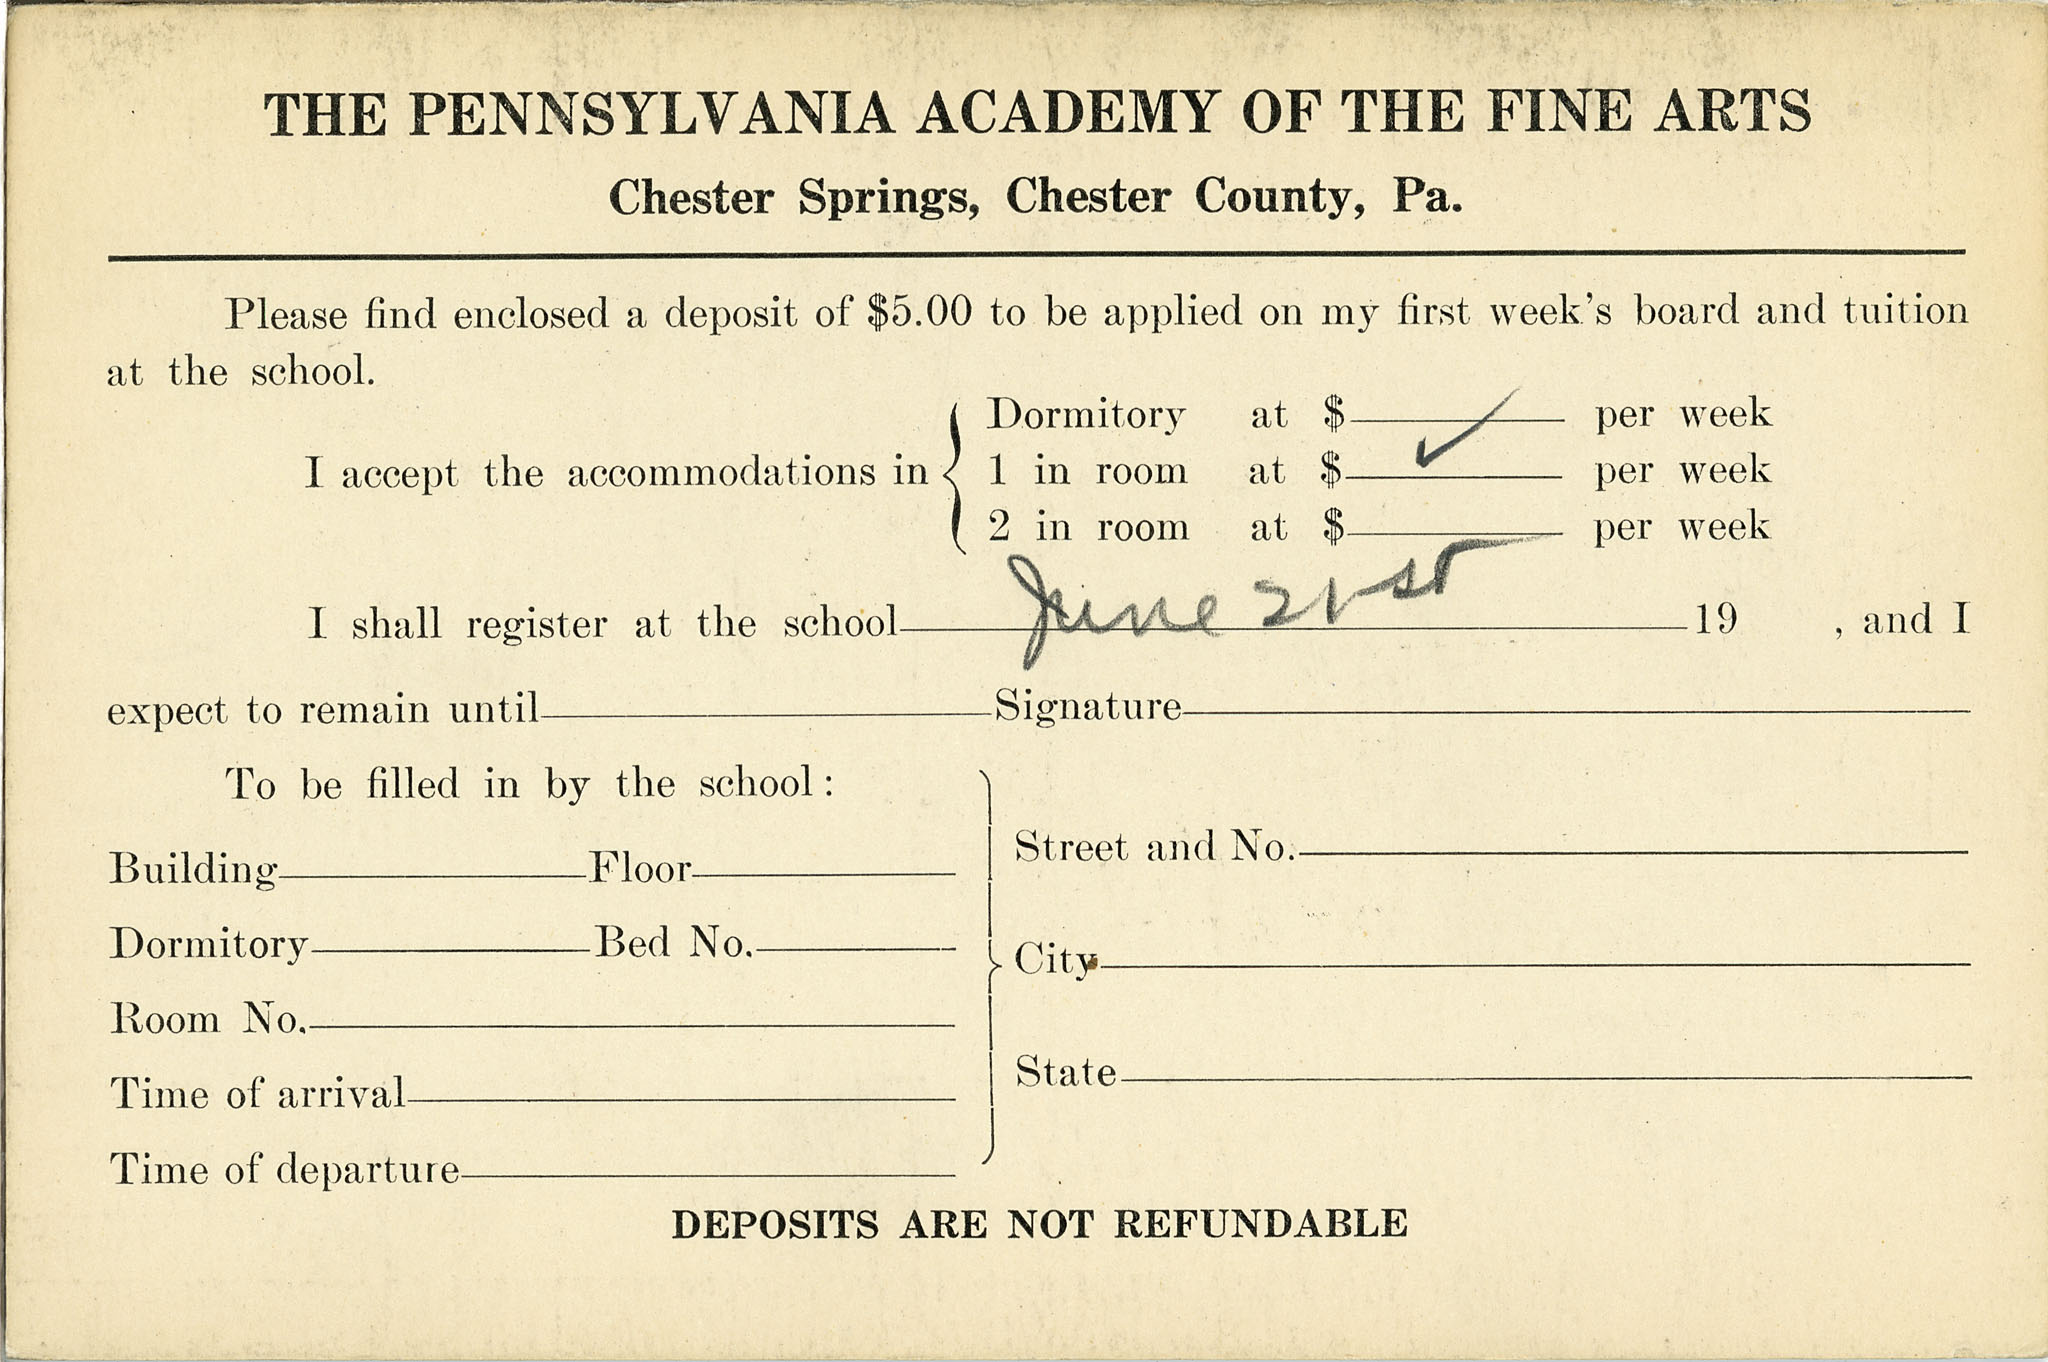 THE PENNSYLVANIA ACADEMY OF THE FINE ARTS
Chester Springs, Chester County, Pa.
Please find enclosed a deposit of $5.00 to be applied on my first week's board and tuition
at the school.
Dormitory at $ per week
I accept the accommodations in 1 in room at $ ✓ per week
2 in room at $ per week
I shall register at the school June 21st 19 , and I
expect to remain until Signature
To be filled in by the school:
Building Floor
Dormitory Bed No.
Room No.
Time of arrival
Time of departure
Street and No.
City
State
DEPOSITS ARE NOT REFUNDABLE